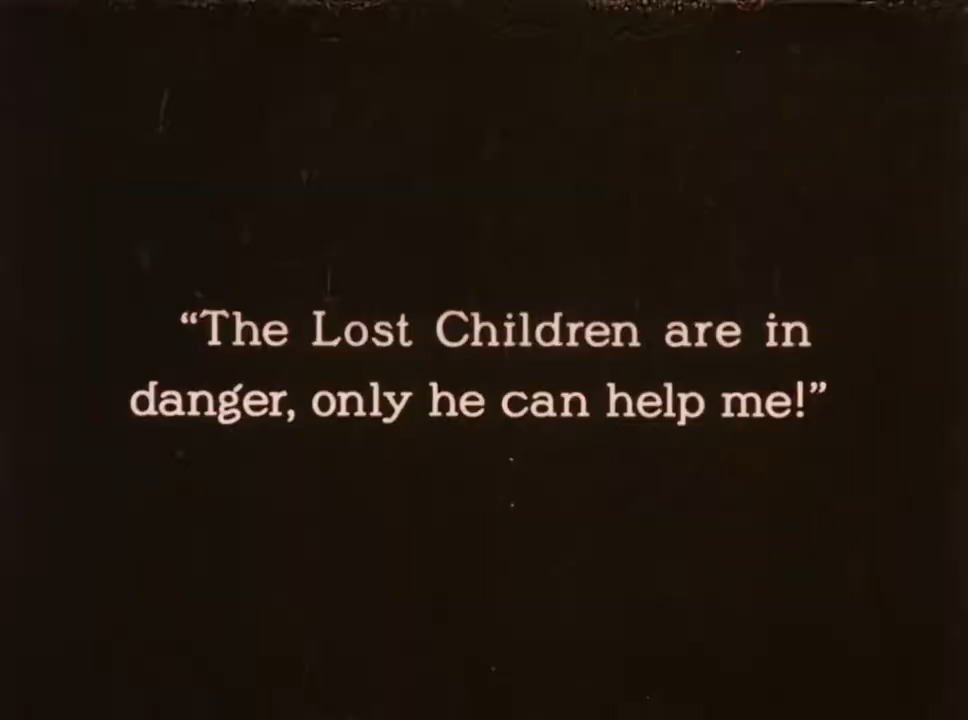 “The Lost Children are in
danger, only he can help me!”